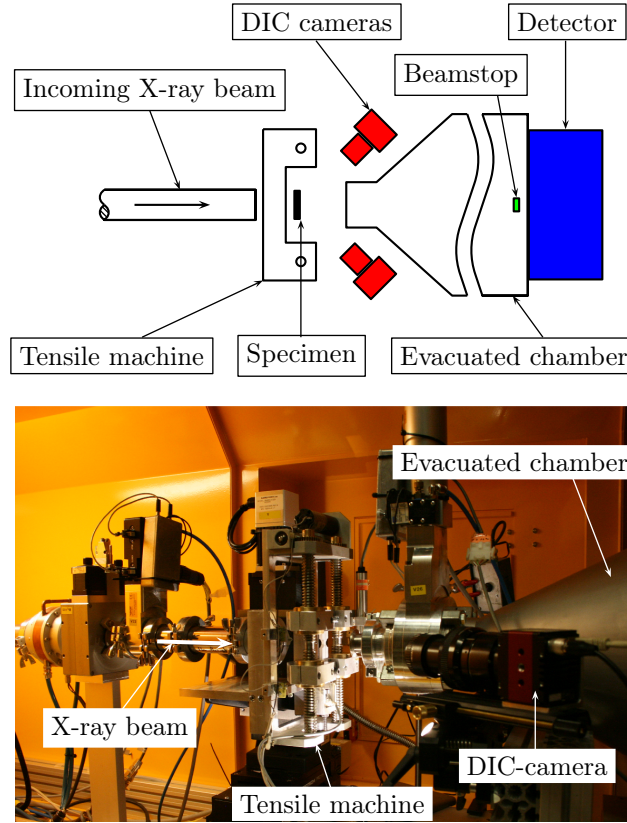 DIC cameras
Detector
Beamstop
Incoming X-ray beam
Tensile machine
Specimen
Evacuated chamber
Evacuated chamber
V36
X-ray beam
DIC-camera
Tensile machine